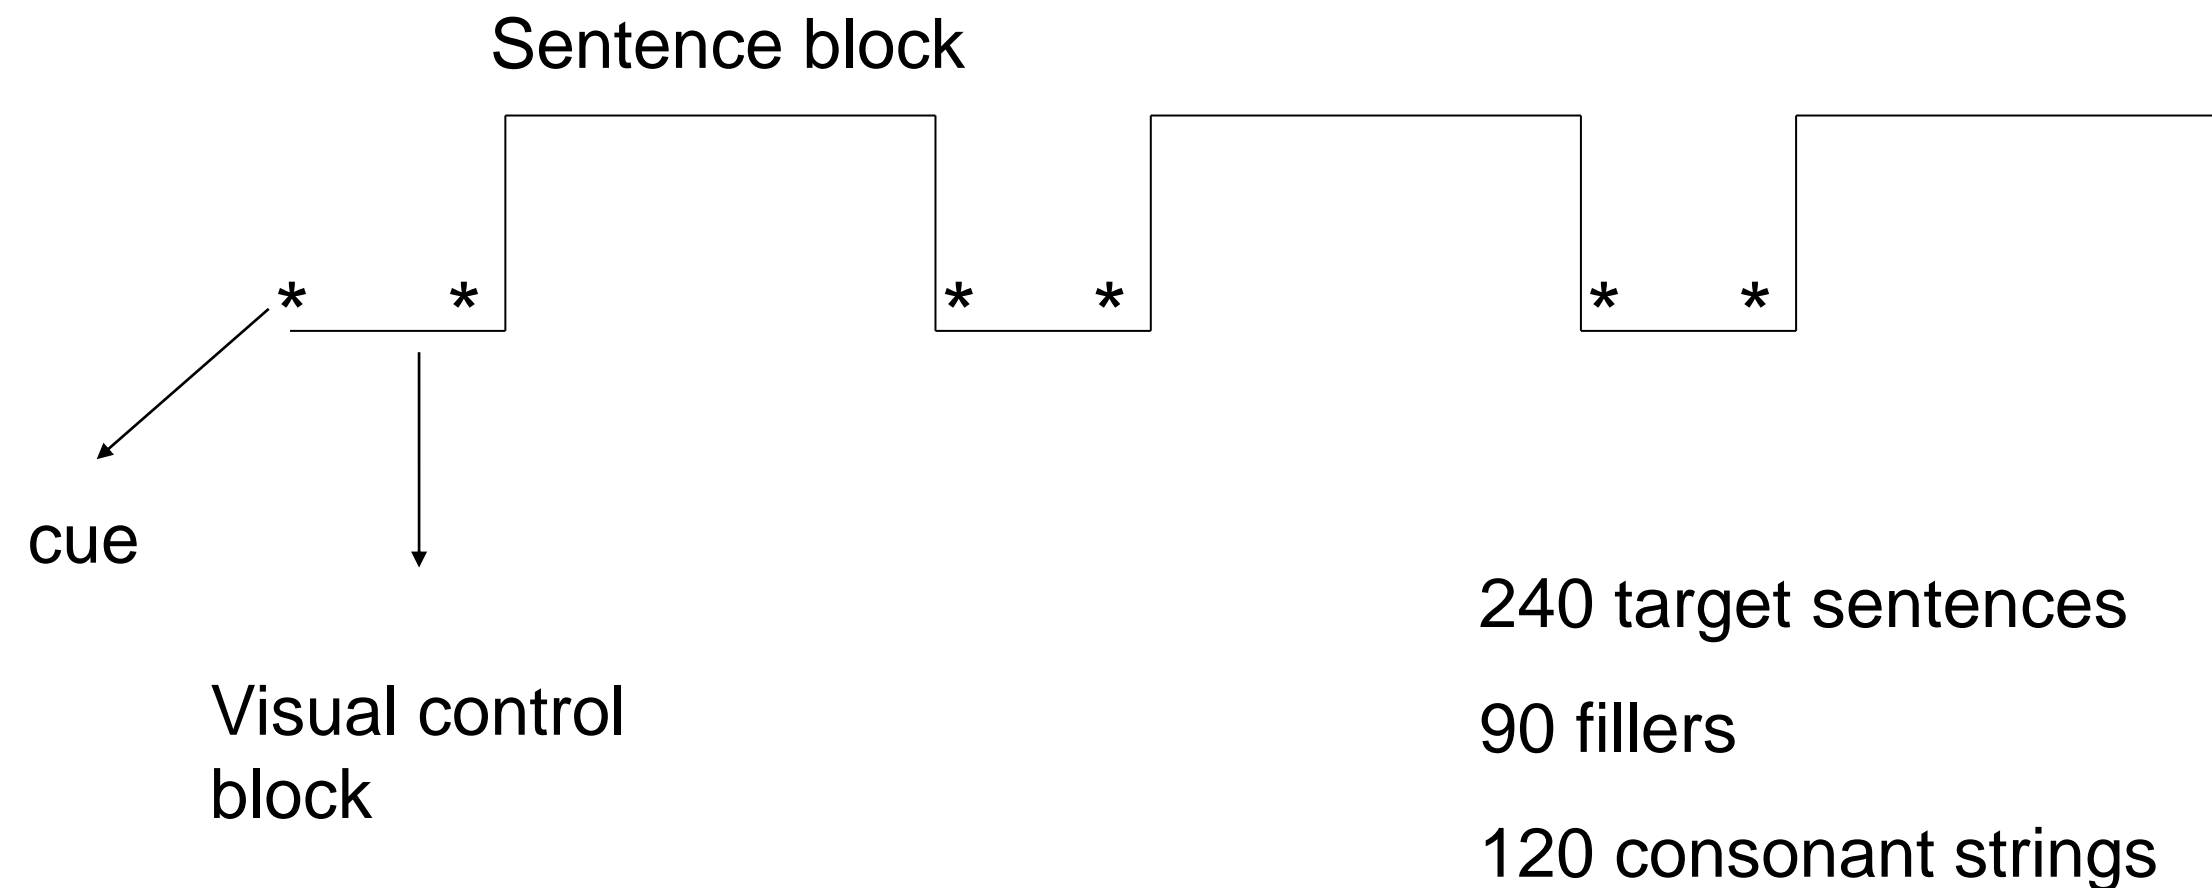 Sentence block
* * * * * *
cue
Visual control
block
240 target sentences
90 fillers
120 consonant strings